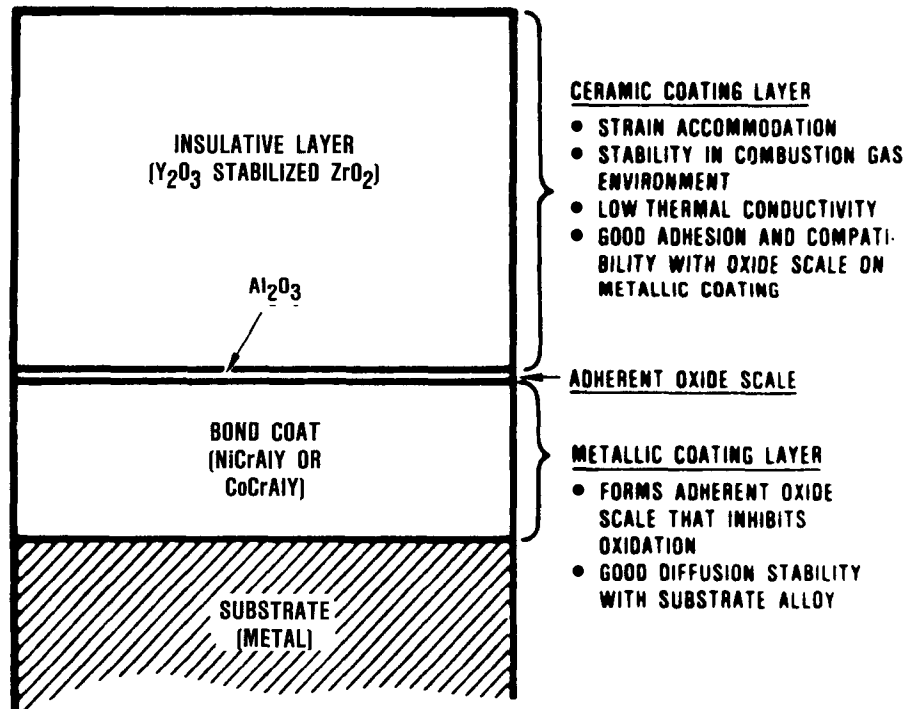 INSULATIVE LAYER
(Y2O3 STABILIZED ZrO2)
Al2O3
BOND COAT
(NiCrAlY OR
CoCrAlY)
SUBSTRATE
(METAL)
CERAMIC COATING LAYER
• STRAIN ACCOMMODATION
• STABILITY IN COMBUSTION GAS
ENVIRONMENT
• LOW THERMAL CONDUCTIVITY
• GOOD ADHESION AND COMPATI-
BILITY WITH OXIDE SCALE ON
METALLIC COATING
ADHERENT OXIDE SCALE
METALLIC COATING LAYER
• FORMS ADHERENT OXIDE
SCALE THAT INHIBITS
OXIDATION
• GOOD DIFFUSION STABILITY
WITH SUBSTRATE ALLOY